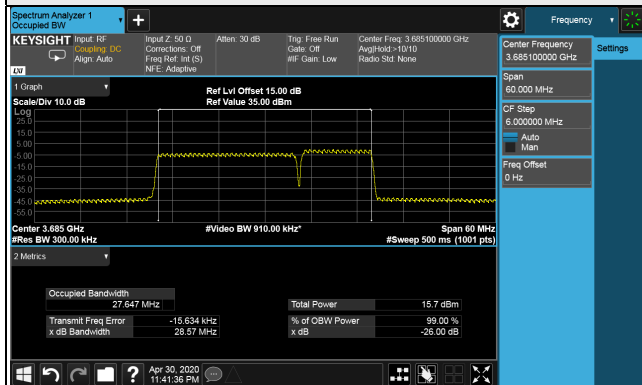 Spectrum Analyzer 1
Occupied BW
+
Frequency
KEYSIGHT
Input: RF
Coupling: DC
Align: Auto
Input Z: 50 Ω
Corrections: Off
Freq Ref: Int (S)
NFE: Adaptive
Atten: 30 dB
Trig: Free Run
Gate: Off
#IF Gain: Low
Center Freq: 3.685100000 GHz
Avg|Hold:>10/10
Radio Std: None
LXI
Center Frequency
3.685100000 GHz
Settings
Span
60.000 MHz
CF Step
6.000000 MHz
Auto
Man
Freq Offset
0 Hz
1 Graph
Scale/Div 10.0 dB
Ref Lvl Offset 15.00 dB
Ref Value 35.00 dBm
Log
25.0
15.0
5.00
-5.00
-15.0
-25.0
-35.0
-45.0
-55.0
Center 3.685 GHz
#Res BW 300.00 kHz
#Video BW 910.00 kHz*
Span 60 MHz
#Sweep 500 ms (1001 pts)
2 Metrics
Occupied Bandwidth
27.647 MHz
Total Power 15.7 dBm
Transmit Freq Error -15.634 kHz
% of OBW Power 99.00 %
x dB Bandwidth 28.57 MHz
x dB -26.00 dB
?
Apr 30, 2020
11:41:36 PM